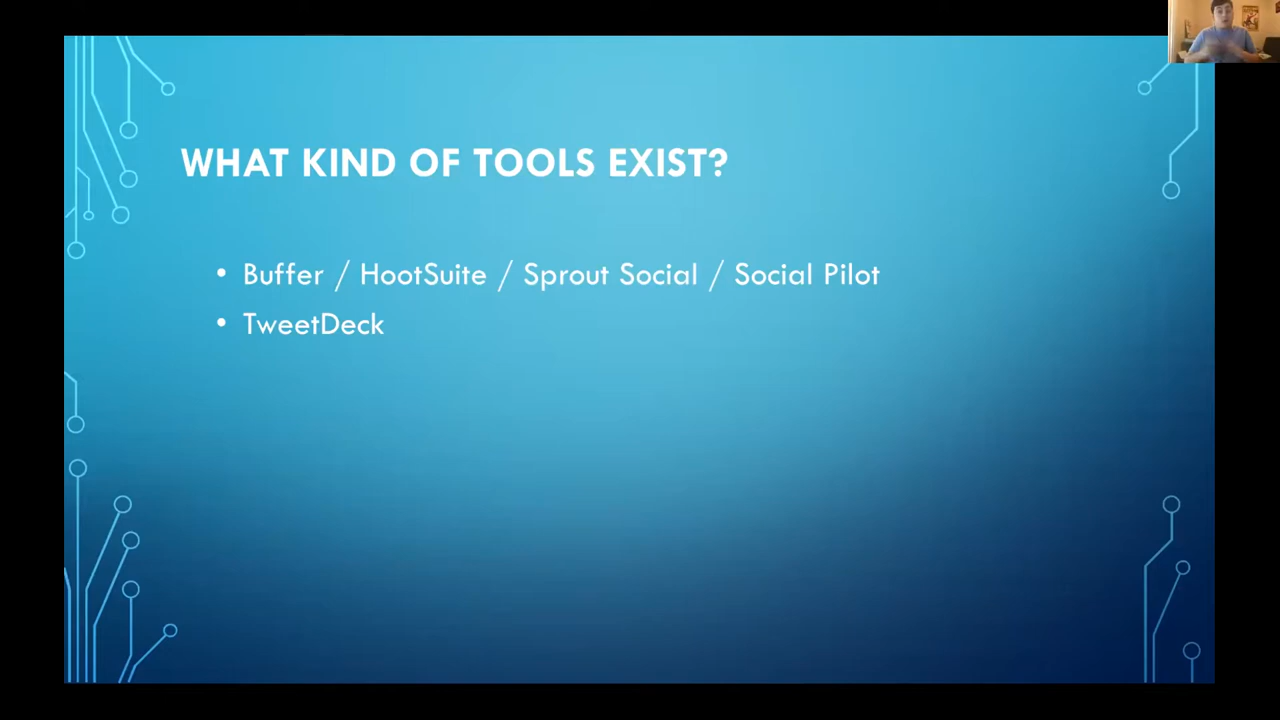 WHAT KIND OF TOOLS EXIST?
• Buffer / HootSuite / Sprout Social / Social Pilot
• TweetDeck